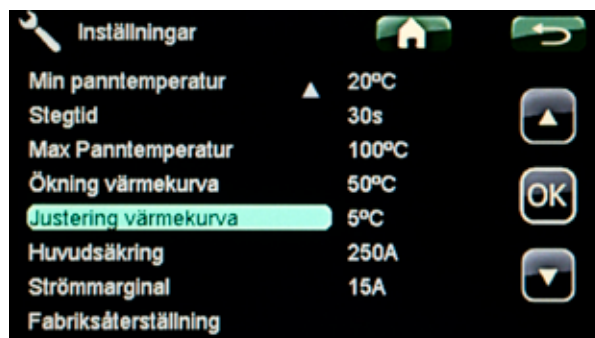 Inställningar
Min panntemperatur 20ºC
Stegtid 30s
Max Panntemperatur 100ºC
Ökning värmekurva 50ºC
Justering värmekurva 5ºC
Huvudsäkring 250A
Strömmarginal 15A
Fabriksåterställning
OK